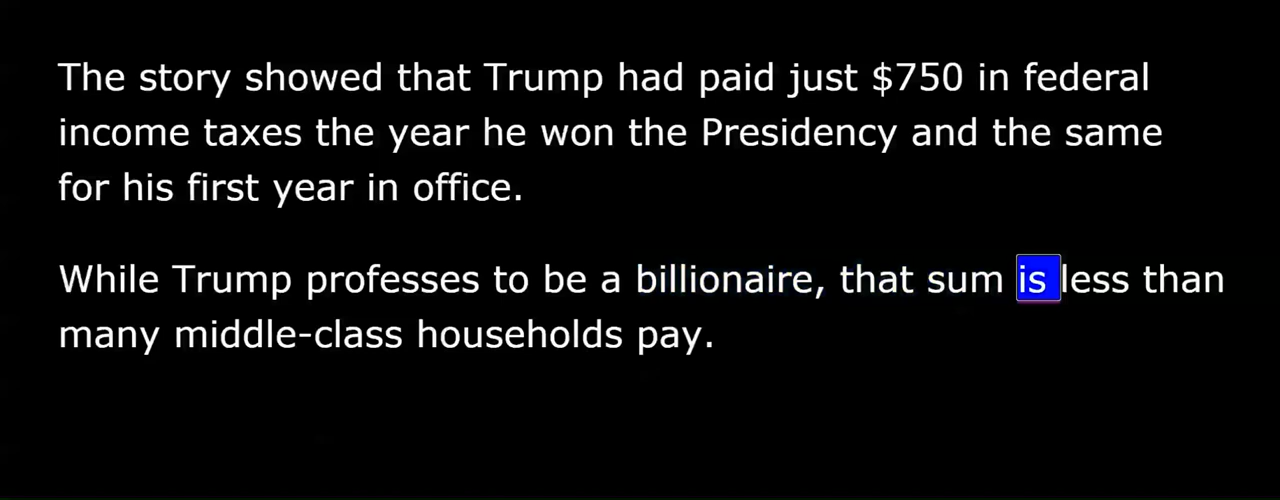 The story showed that Trump had paid just $750 in federal
income taxes the year he won the Presidency and the same
for his first year in office.
While Trump professes to be a billionaire, that sum is less than
many middle-class households pay.